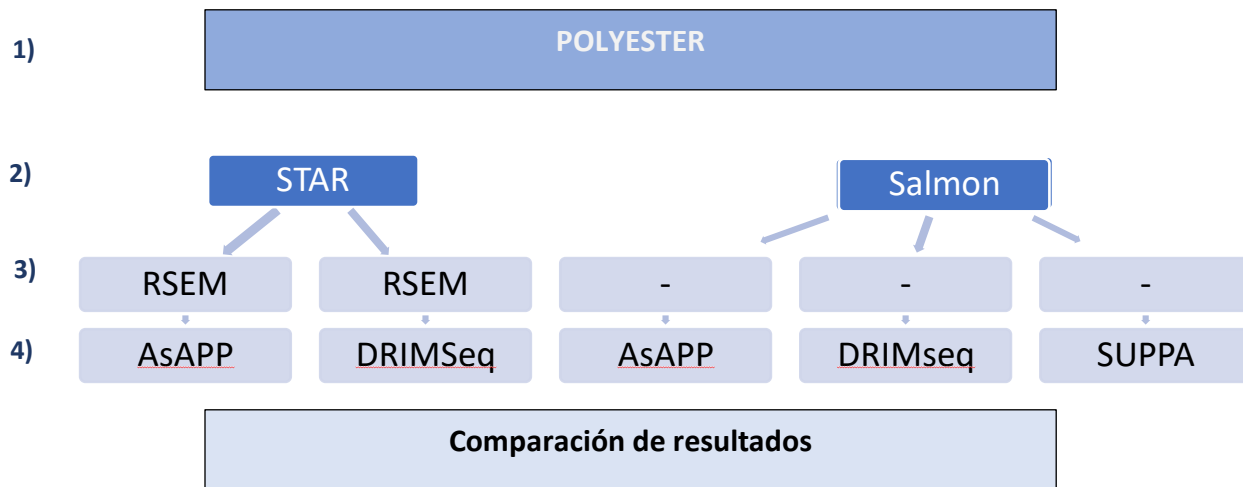 1) POLYESTER
2) STAR Salmon
3) RSEM RSEM - - -
4) AsAPP DRIMSeq AsAPP DRIMseq SUPPA
Comparación de resultados